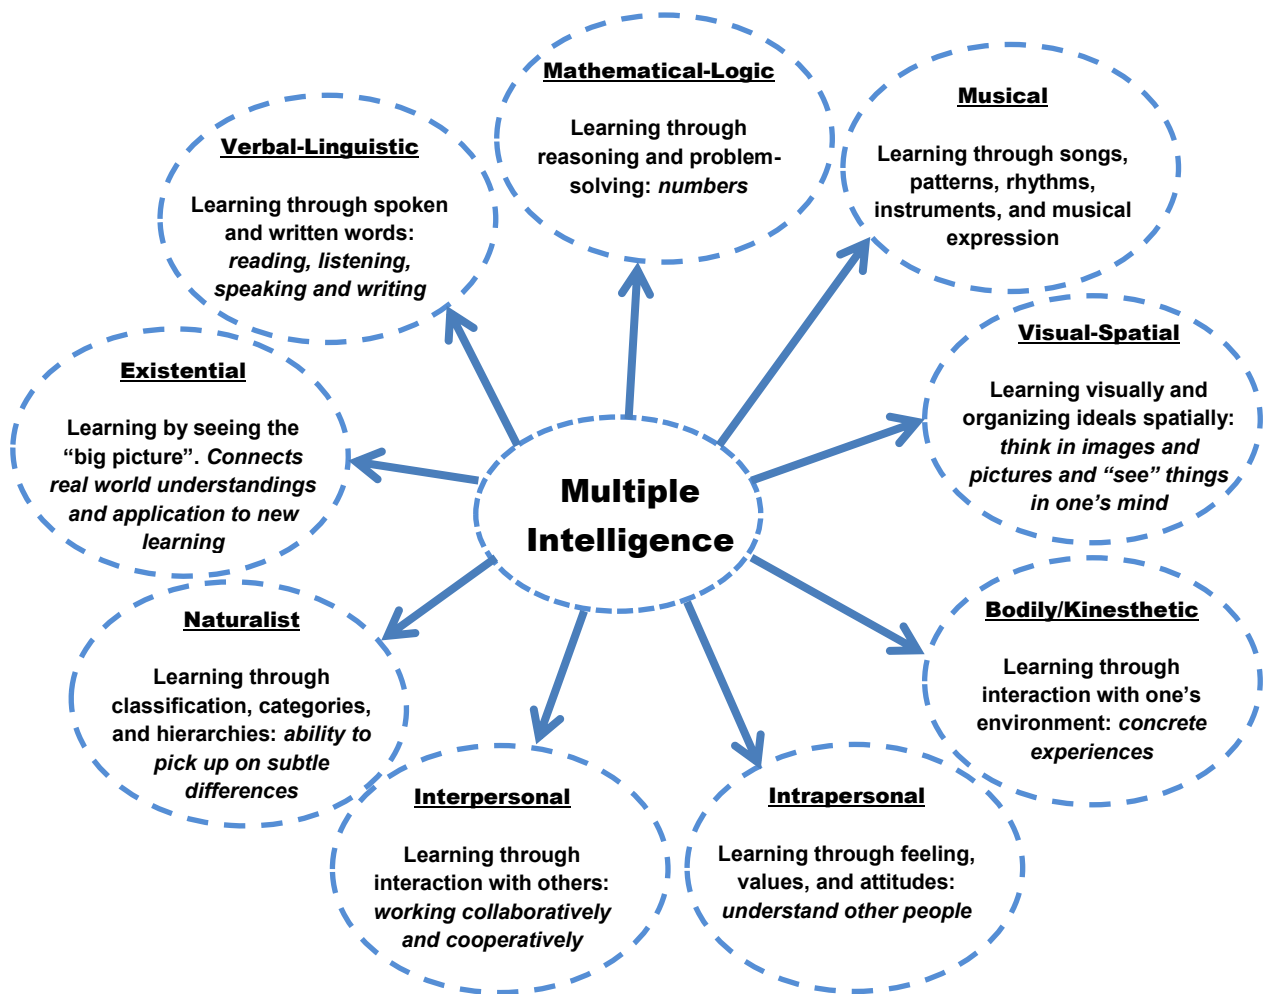 Mathematical-Logic
Learning through
reasoning and problem-
solving: numbers
Musical
Learning through songs,
patterns, rhythms,
instruments, and musical
expression
Verbal-Linguistic
Learning through spoken
and written words:
reading, listening,
speaking and writing
Visual-Spatial
Learning visually and
organizing ideals spatially:
think in images and
pictures and “see” things
in one’s mind
Existential
Learning by seeing the
“big picture”. Connects
real world understandings
and application to new
learning
Multiple
Intelligence
Bodily/Kinesthetic
Learning through
interaction with one’s
environment: concrete
experiences
Naturalist
Learning through
classification, categories,
and hierarchies: ability to
pick up on subtle
differences
Interpersonal
Learning through
interaction with others:
working collaboratively
and cooperatively
Intrapersonal
Learning through feeling,
values, and attitudes:
understand other people